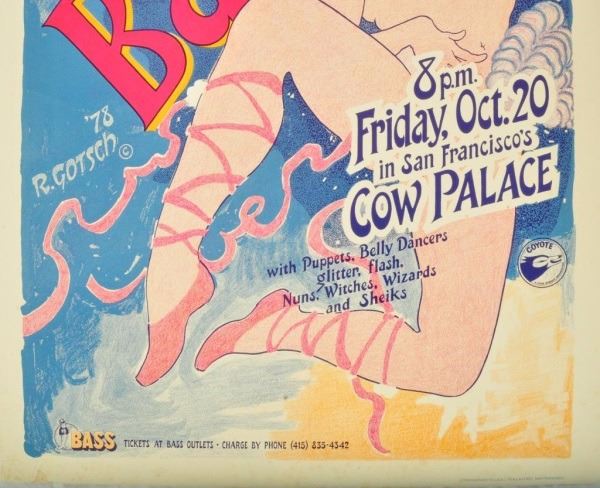 Ba
'78
R. GOTSCH ©
8 p.m.
Friday, Oct. 20
in San Francisco's
COW PALACE
with Puppets, Belly Dancers
glitter, flash,
Nuns, Witches, Wizards
and Sheiks
COYOTE
BASS TICKETS AT BASS OUTLETS · CHARGE BY PHONE (415) 835-4342